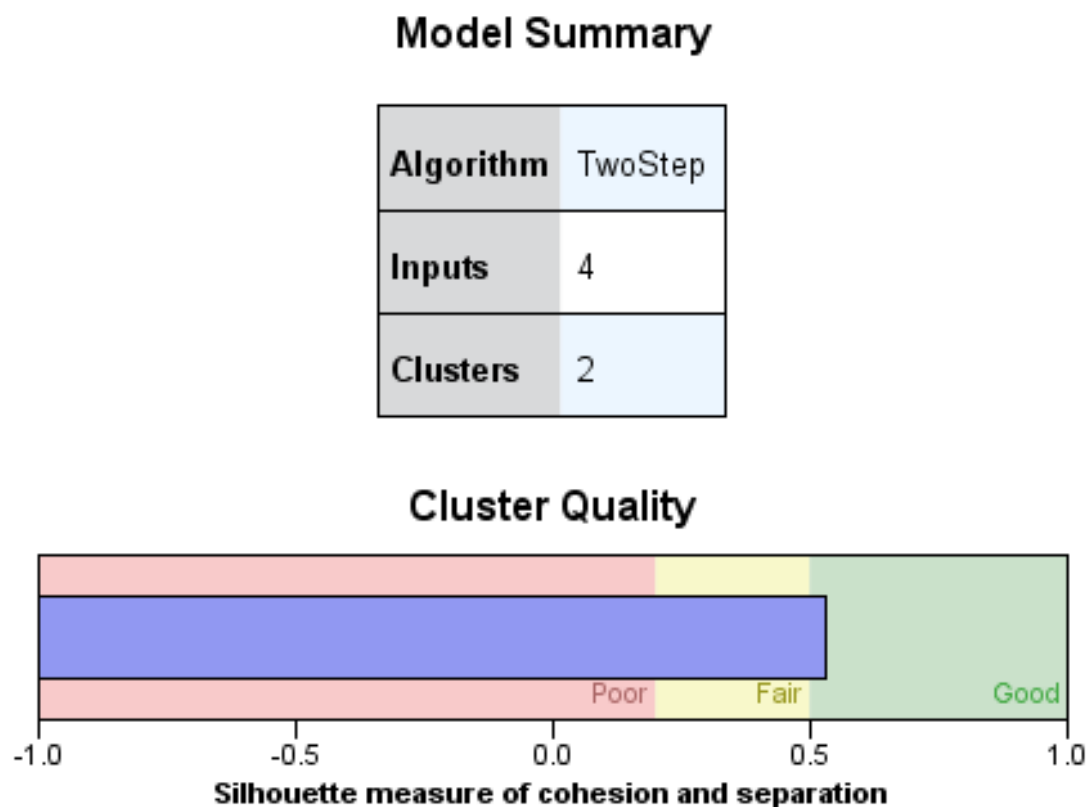 Model Summary
Algorithm TwoStep
Inputs 4
Clusters 2
Cluster Quality
Poor Fair Good
-1.0 -0.5 0.0 0.5 1.0
Silhouette measure of cohesion and separation